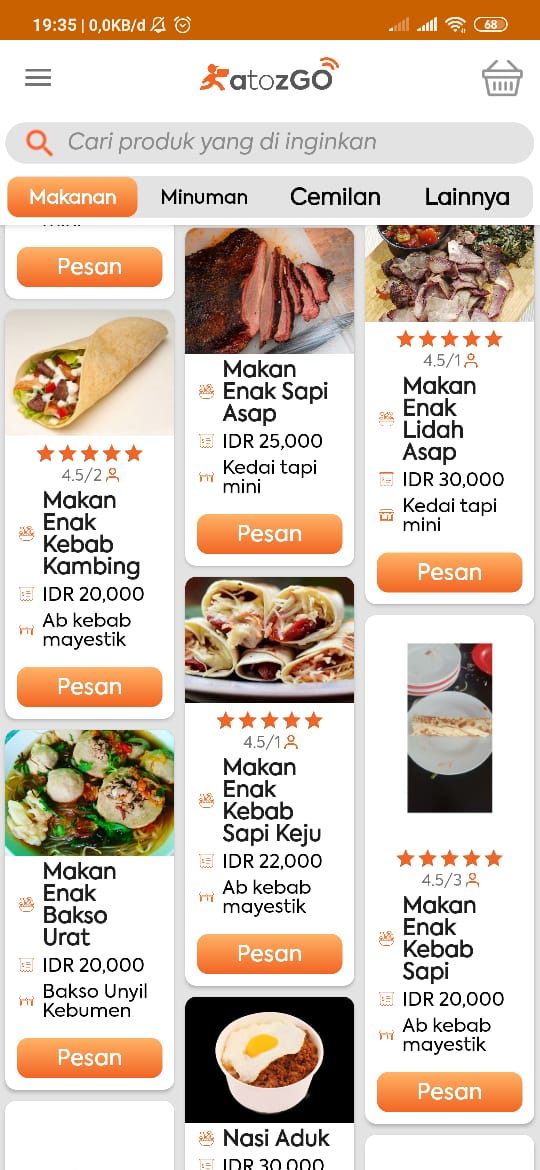 19:35 | 0,0KB/d
68
atozGO
Cari produk yang di inginkan
Makanan
Minuman
Cemilan
Lainnya
Pesan
4.5/2
Makan
Enak
Kebab
Kambing
IDR 20,000
Ab kebab
mayestik
Pesan
Makan
Enak
Bakso
Urat
IDR 20,000
Bakso Unyil
Kebumen
Pesan
Makan
Enak Sapi
Asap
IDR 25,000
Kedai tapi
mini
Pesan
4.5/1
Makan
Enak
Kebab
Sapi Keju
IDR 22,000
Ab kebab
mayestik
Pesan
Nasi Aduk
IDR 30,000
4.5/1
Makan
Enak
Lidah
Asap
IDR 30,000
Kedai tapi
mini
Pesan
4.5/3
Makan
Enak
Kebab
Sapi
IDR 20,000
Ab kebab
mayestik
Pesan